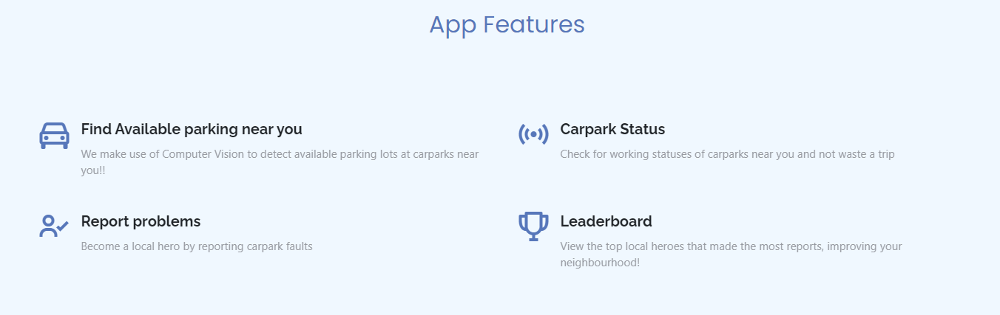 App Features
Find Available parking near you
We make use of Computer Vision to detect available parking lots at carparks near
you!!
Carpark Status
Check for working statuses of carparks near you and not waste a trip
Report problems
Become a local hero by reporting carpark faults
Leaderboard
View the top local heroes that made the most reports, improving your
neighbourhood!